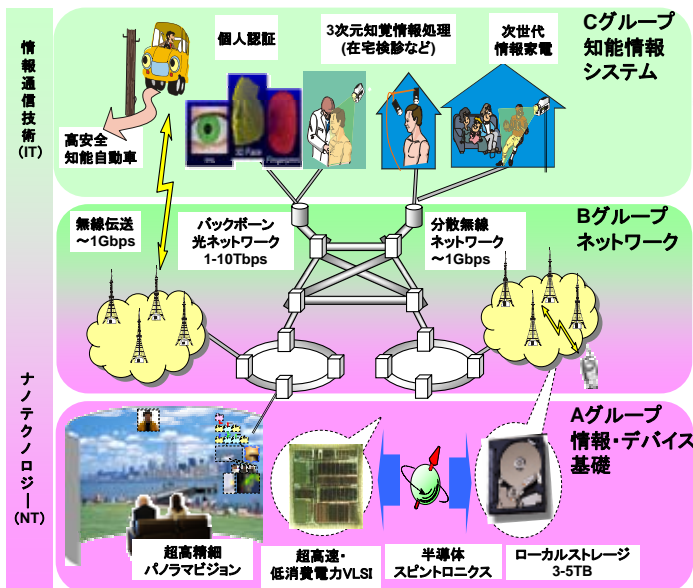 情報通信技術
(IT)
ナノテクノロジー
(NT)
Cグループ
知能情報
システム
個人認証
3次元知覚情報処理
(在宅検診など)
次世代
情報家電
高安全
知能自動車
3D Face
Fingerprint
Bグループ
ネットワーク
無線伝送
～1Gbps
バックボーン
光ネットワーク
1-10Tbps
分散無線
ネットワーク
～1Gbps
Aグループ
情報・デバイス
基礎
超高精細
パノラマビジョン
超高速・
低消費電力VLSI
半導体
スピントロニクス
ローカルストレージ
3-5TB